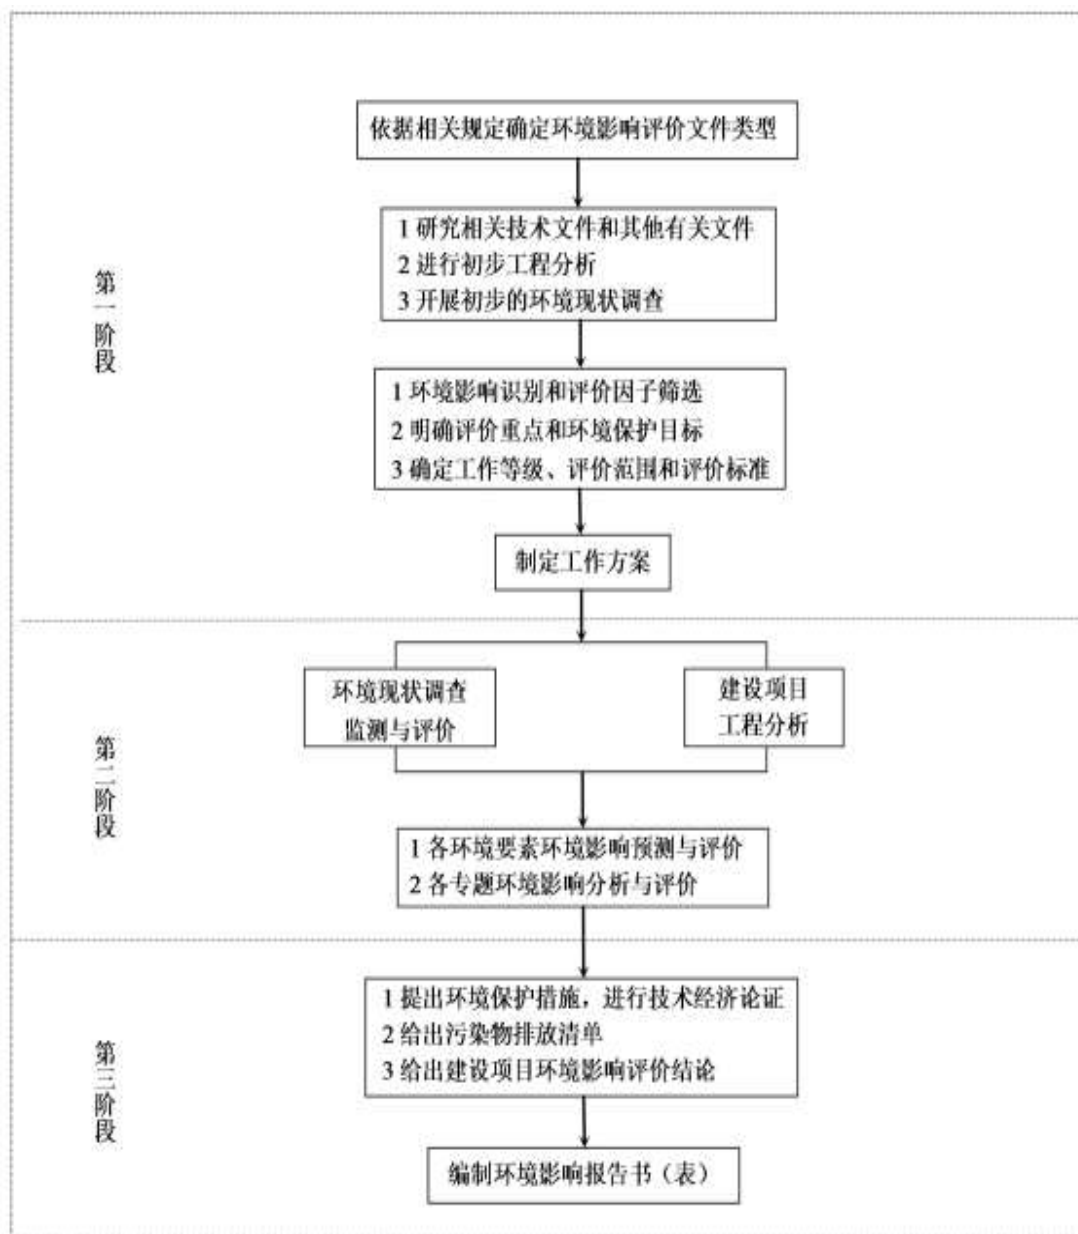 依据相关规定确定环境影响评价文件类型
1 研究相关技术文件和其他有关文件
2 进行初步工程分析
3 开展初步的环境现状调查
第一阶段
1 环境影响识别和评价因子筛选
2 明确评价重点和环境保护目标
3 确定工作等级、评价范围和评价标准
制定工作方案
环境现状调查
监测与评价
建设项目
工程分析
第二阶段
1 各环境要素环境影响预测与评价
2 各专题环境影响分析与评价
1 提出环境保护措施，进行技术经济论证
2 给出污染物排放清单
3 给出建设项目环境影响评价结论
第三阶段
编制环境影响报告书（表）